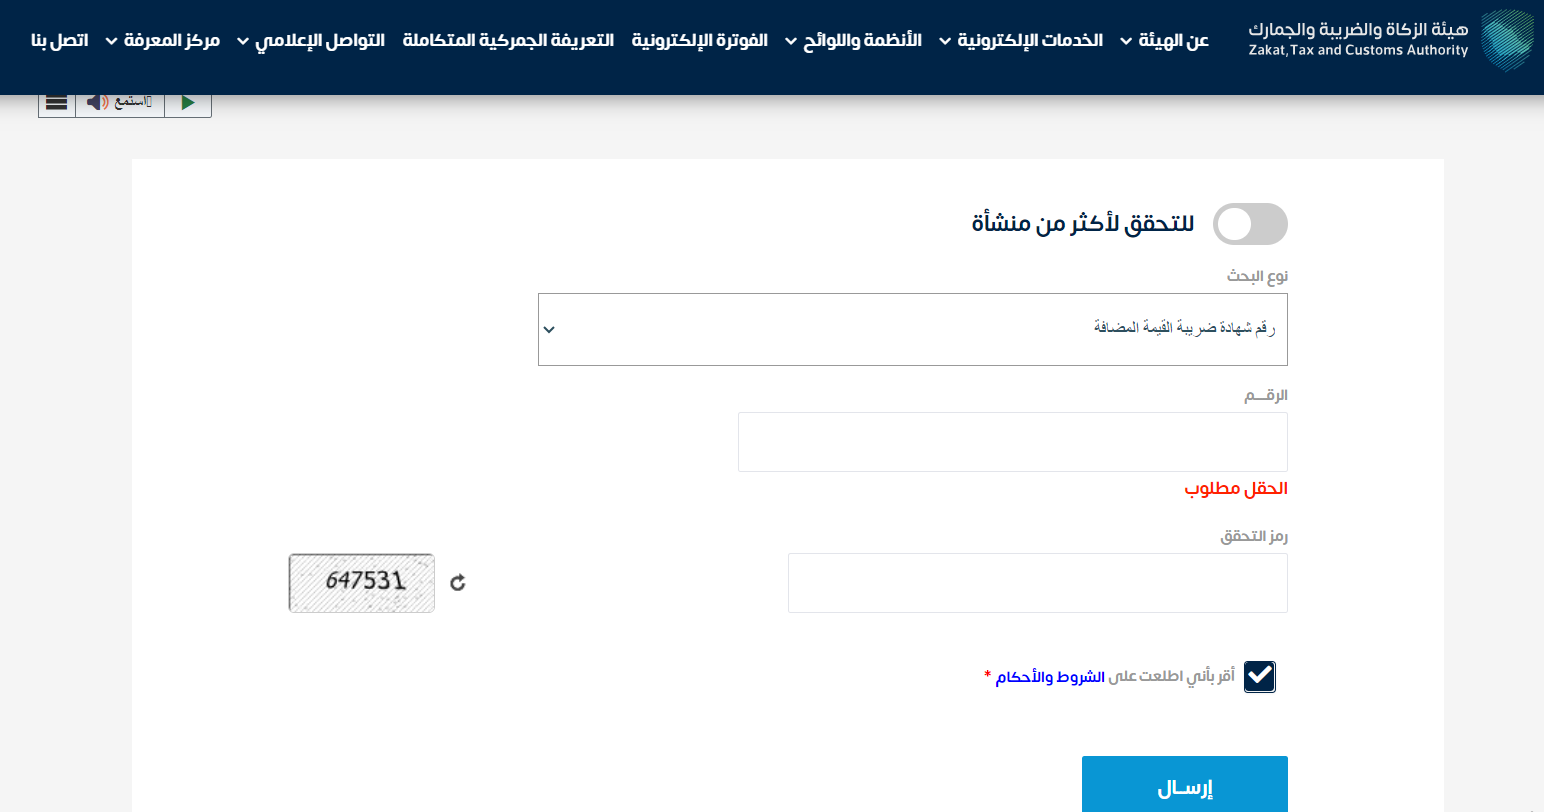 هيئة الزكاة والضريبة والجمارك
Zakat, Tax and Customs Authority
عن الهيئة الخدمات الإلكترونية الأنظمة واللوائح الفوترة الإلكترونية التعريفة الجمركية المتكاملة التواصل الإعلامي مركز المعرفة اتصل بنا
استمع
للتحقق لأكثر من منشأة
نوع البحث
رقم شهادة ضريبة القيمة المضافة
الرقـــم
الحقل مطلوب
رمز التحقق
647531
أقر بأني اطلعت على الشروط والأحكام *
إرســال